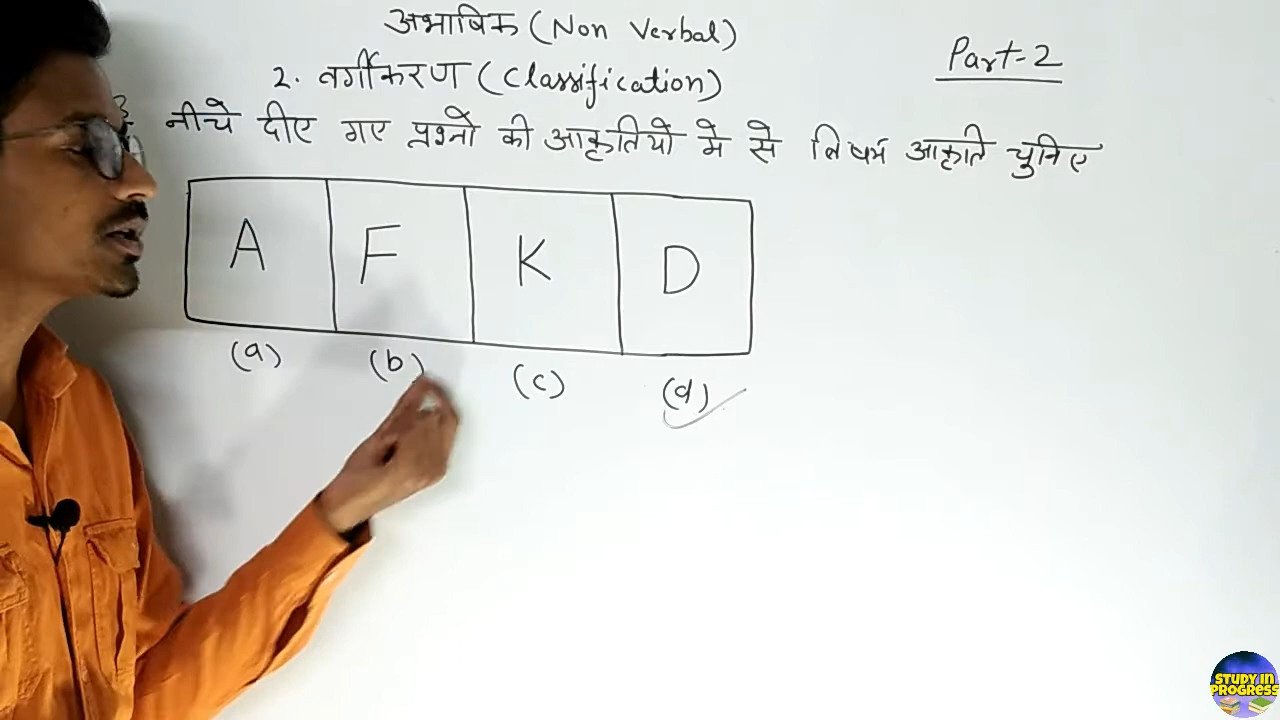 अभाषिक (Non Verbal)
Part-2
2. वर्गीकरण (Classification)
नीचे दीए गए प्रश्नो की आकृतियो मे से विषम आकृति चुनिए
A F K D
(a) (b) (c) (d)
STUDY IN
PROGRESS